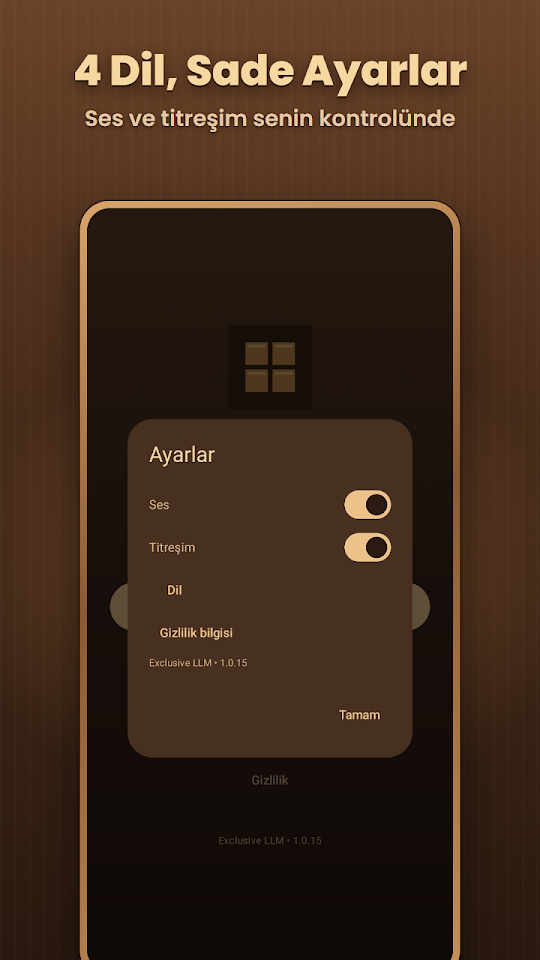 4 Dil, Sade Ayarlar
Ses ve titreşim senin kontrolünde
Ayarlar
Ses
Titreşim
Dil
Gizlilik bilgisi
Exclusive LLM • 1.0.15
Tamam
Gizlilik
Exclusive LLM • 1.0.15